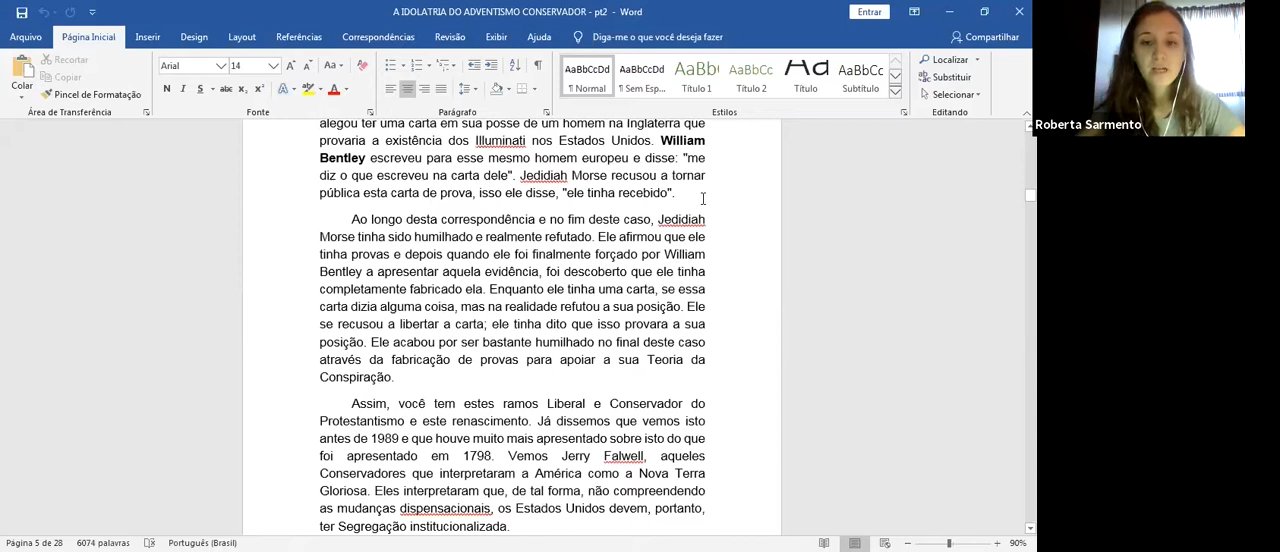 A IDOLATRIA DO ADVENTISMO CONSERVADOR - pt2 - Word
Entrar
Arquivo Página Inicial Inserir Design Layout Referências Correspondências Revisão Exibir Ajuda Diga-me o que você deseja fazer Compartilhar
Colar
Recortar
Copiar
Pincel de Formatação
Área de Transferência
Arial 14
Fonte
Parágrafo
AaBbCcDd AaBbCcDd AaBbC AaBbCc AaB AaBbCcC
¶ Normal ¶ Sem Esp... Título 1 Título 2 Título Subtítulo
Estilos
Localizar
Substituir
Selecionar
Edição
Roberta Sarmento
alegou ter uma carta em sua posse de um homem na Inglaterra que
provaria a existência dos Illuminati nos Estados Unidos. William
Bentley escreveu para esse mesmo homem europeu e disse: "me
diz o que escreveu na carta dele". Jedidiah Morse recusou a tornar
pública esta carta de prova, isso ele disse, "ele tinha recebido".
Ao longo desta correspondência e no fim deste caso, Jedidiah
Morse tinha sido humilhado e realmente refutado. Ele afirmou que ele
tinha provas e depois quando ele foi finalmente forçado por William
Bentley a apresentar aquela evidência, foi descoberto que ele tinha
completamente fabricado ela. Enquanto ele tinha uma carta, se essa
carta dizia alguma coisa, mas na realidade refutou a sua posição. Ele
se recusou a libertar a carta; ele tinha dito que isso provara a sua
posição. Ele acabou por ser bastante humilhado no final deste caso
através da fabricação de provas para apoiar a sua Teoria da
Conspiração.
Assim, você tem estes ramos Liberal e Conservador do
Protestantismo e este renascimento. Já dissemos que vemos isto
antes de 1989 e que houve muito mais apresentado sobre isto do que
foi apresentado em 1798. Vemos Jerry Falwell, aqueles
Conservadores que interpretaram a América como a Nova Terra
Gloriosa. Eles interpretaram que, de tal forma, não compreendendo
as mudanças dispensacionais, os Estados Unidos devem, portanto,
ter Segregação institucionalizada.
Página 5 de 28 6074 palavras Português (Brasil) 90%